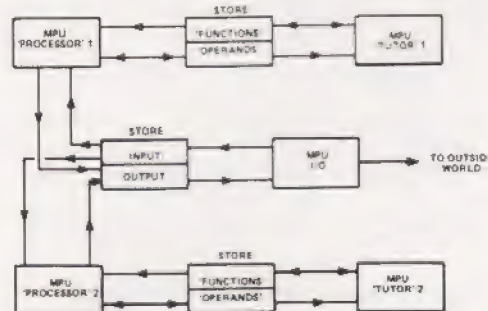 STORE
MPU
'PROCESSOR' 1
'FUNCTIONS'
'OPERANDS'
MPU
'TUTOR' 1
STORE
INPUT
OUTPUT
MPU
I/O
TO OUTSIDE
WORLD
STORE
MPU
'PROCESSOR' 2
'FUNCTIONS'
'OPERANDS'
MPU
'TUTOR' 2